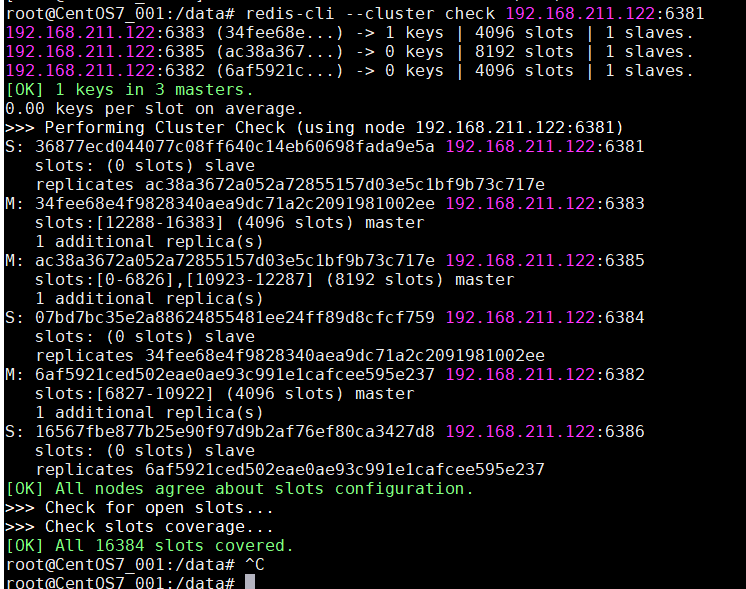 root@CentOS7_001:/data# redis-cli --cluster check 192.168.211.122:6381
192.168.211.122:6383 (34fee68e...) -> 1 keys | 4096 slots | 1 slaves.
192.168.211.122:6385 (ac38a367...) -> 0 keys | 8192 slots | 1 slaves.
192.168.211.122:6382 (6af5921c...) -> 0 keys | 4096 slots | 1 slaves.
[OK] 1 keys in 3 masters.
0.00 keys per slot on average.
>>> Performing Cluster Check (using node 192.168.211.122:6381)
S: 36877ecd044077c08ff640c14eb60698fada9e5a 192.168.211.122:6381
   slots: (0 slots) slave
   replicates ac38a3672a052a72855157d03e5c1bf9b73c717e
M: 34fee68e4f9828340aea9dc71a2c2091981002ee 192.168.211.122:6383
   slots:[12288-16383] (4096 slots) master
   1 additional replica(s)
M: ac38a3672a052a72855157d03e5c1bf9b73c717e 192.168.211.122:6385
   slots:[0-6826],[10923-12287] (8192 slots) master
   1 additional replica(s)
S: 07bd7bc35e2a88624855481ee24ff89d8cfcf759 192.168.211.122:6384
   slots: (0 slots) slave
   replicates 34fee68e4f9828340aea9dc71a2c2091981002ee
M: 6af5921ced502eae0ae93c991e1cafcee595e237 192.168.211.122:6382
   slots:[6827-10922] (4096 slots) master
   1 additional replica(s)
S: 16567fbe877b25e90f97d9b2af76ef80ca3427d8 192.168.211.122:6386
   slots: (0 slots) slave
   replicates 6af5921ced502eae0ae93c991e1cafcee595e237
[OK] All nodes agree about slots configuration.
>>> Check for open slots...
>>> Check slots coverage...
[OK] All 16384 slots covered.
root@CentOS7_001:/data# ^C
root@CentOS7_001:/data#